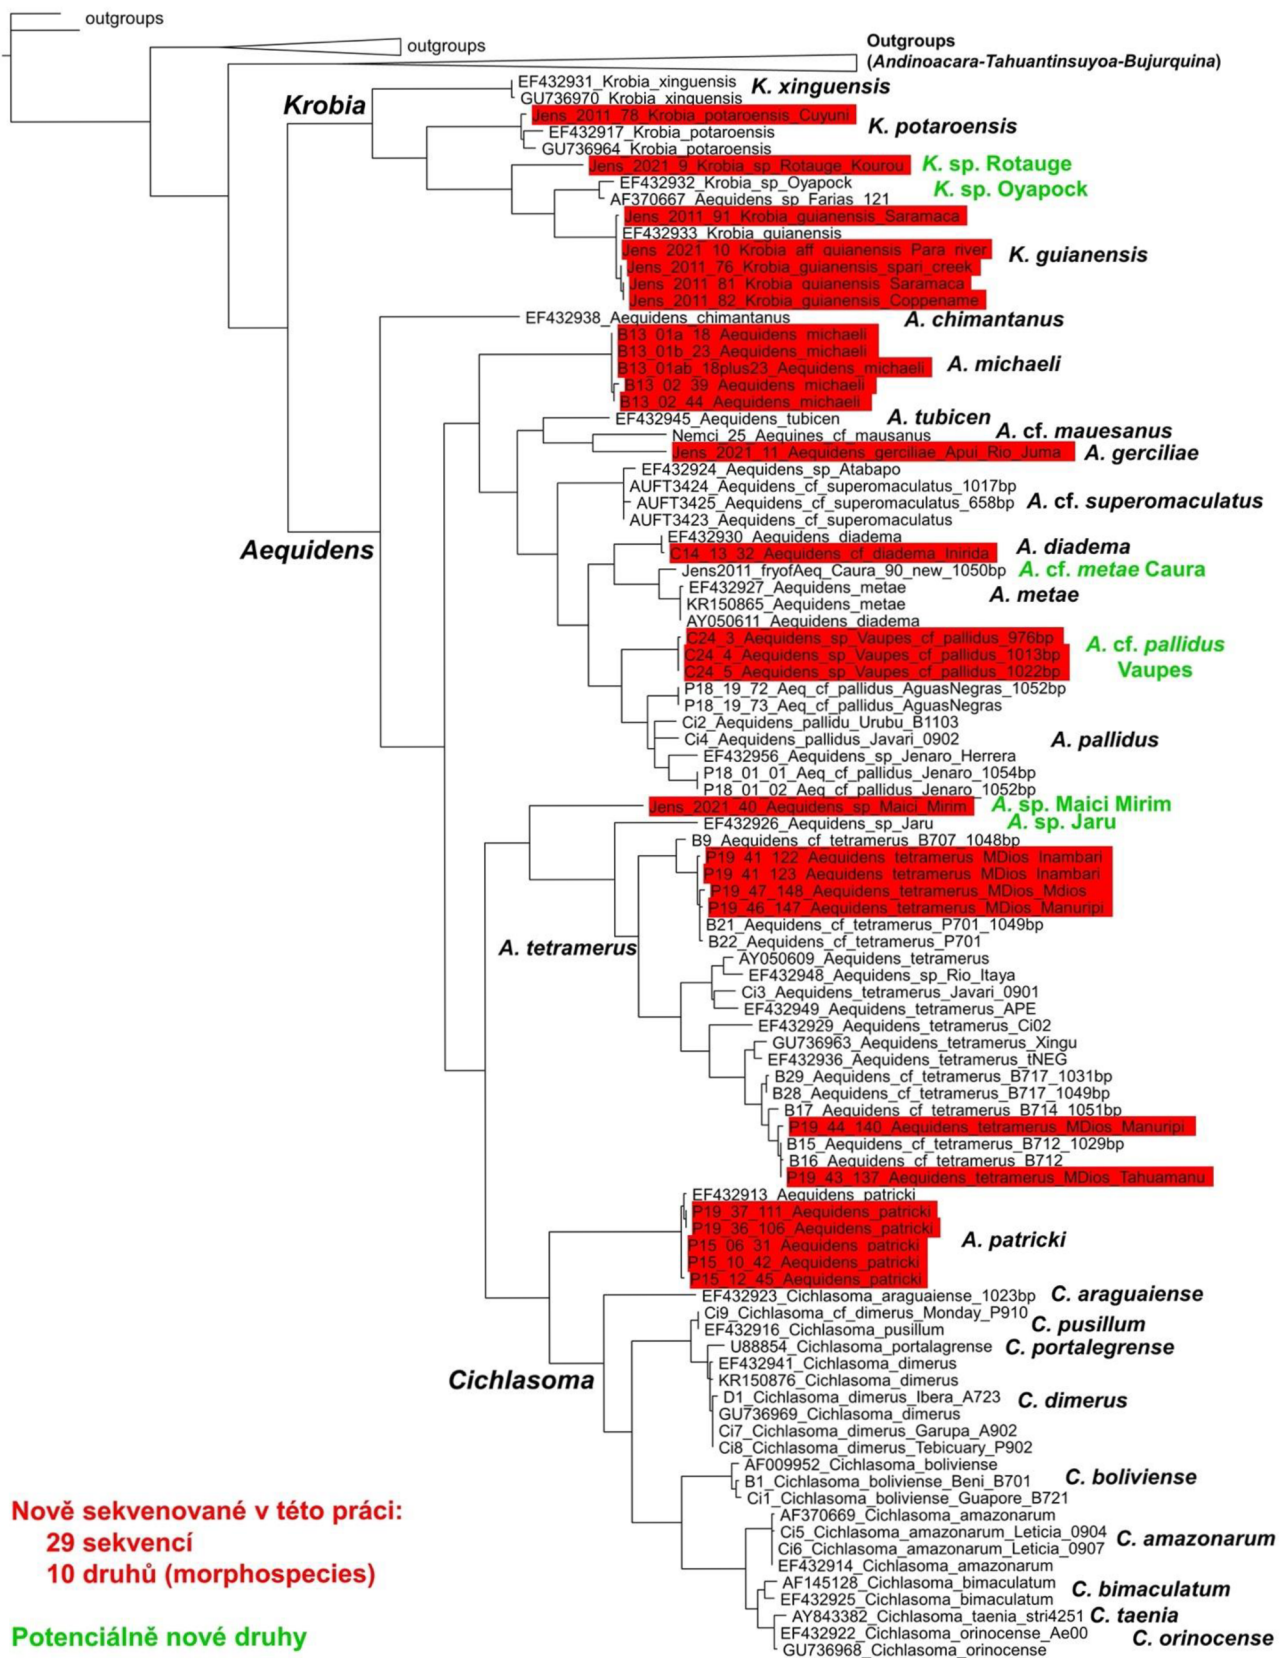 outgroups
outgroups
Outgroups
(Andinoacara-Tahuantinsuyoa-Bujurquina)
Krobia
EF432931_Krobia_xinguensis
K. xinguensis
GU736970_Krobia_xinguensis
Jens_2011_78_Krobia_potaroensis_Cuyuni
EF432917_Krobia_potaroensis
K. potaroensis
GU736964_Krobia_potaroensis
Jens_2021_9_Krobia_sp_Rotauge_Kourou
K. sp. Rotauge
EF432932_Krobia_sp_Oyapock
K. sp. Oyapock
AF370667_Aequidens_sp_Farias_121
Jens_2011_91_Krobia_guianensis_Saramaca
EF432933_Krobia_guianensis
Jens_2021_10_Krobia_aff_guianensis_Para_river
K. guianensis
Jens_2011_76_Krobia_guianensis_spari_creek
Jens_2011_81_Krobia_guianensis_Saramaca
Jens_2011_82_Krobia_guianensis_Coppename
EF432938_Aequidens_chimantanus
A. chimantanus
B13_01a_18_Aequidens_michaeli
B13_01b_23_Aequidens_michaeli
B13_01ab_18plus23_Aequidens_michaeli
A. michaeli
B13_02_39_Aequidens_michaeli
B13_02_44_Aequidens_michaeli
EF432945_Aequidens_tubicen
A. tubicen
Nemci_25_Aequines_cf_mausanus
A. cf. mauesanus
Jens_2021_11_Aequidens_gerciliae_Apui_Rio_Juma
A. gerciliae
EF432924_Aequidens_sp_Atabapo
AUFT3424_Aequidens_cf_superomaculatus_1017bp
AUFT3425_Aequidens_cf_superomaculatus_658bp
A. cf. superomaculatus
AUFT3423_Aequidens_cf_superomaculatus
Aequidens
EF432930_Aequidens_diadema
C14_13_32_Aequidens_cf_diadema_Inirida
A. diadema
Jens2011_fryofAeq_Caura_90_new_1050bp
A. cf. metae Caura
EF432927_Aequidens_metae
A. metae
KR150865_Aequidens_metae
AY050611_Aequidens_diadema
C24_3_Aequidens_sp_Vaupes_cf_pallidus_976bp
A. cf. pallidus
C24_4_Aequidens_sp_Vaupes_cf_pallidus_1013bp
Vaupes
C24_5_Aequidens_sp_Vaupes_cf_pallidus_1022bp
P18_19_72_Aeq_cf_pallidus_AguasNegras_1052bp
P18_19_73_Aeq_cf_pallidus_AguasNegras
Ci2_Aequidens_pallidu_Urubu_B1103
Ci4_Aequidens_pallidus_Javari_0902
A. pallidus
EF432956_Aequidens_sp_Jenaro_Herrera
P18_01_01_Aeq_cf_pallidus_Jenaro_1054bp
P18_01_02_Aeq_cf_pallidus_Jenaro_1052bp
Jens_2021_40_Aequidens_sp_Maici_Mirim
A. sp. Maici Mirim
EF432926_Aequidens_sp_Jaru
A. sp. Jaru
B9_Aequidens_cf_tetramerus_B707_1048bp
P19_41_122_Aequidens_tetramerus_MDios_Inambari
P19_41_123_Aequidens_tetramerus_MDios_Inambari
P19_47_148_Aequidens_tetramerus_MDios_Mdios
P19_46_147_Aequidens_tetramerus_MDios_Manuripi
B21_Aequidens_cf_tetramerus_P701_1049bp
B22_Aequidens_cf_tetramerus_P701
A. tetramerus
AY050609_Aequidens_tetramerus
EF432948_Aequidens_sp_Rio_Itaya
Ci3_Aequidens_tetramerus_Javari_0901
EF432949_Aequidens_tetramerus_APE
EF432929_Aequidens_tetramerus_Ci02
GU736963_Aequidens_tetramerus_Xingu
EF432936_Aequidens_tetramerus_tNEG
B29_Aequidens_cf_tetramerus_B717_1031bp
B28_Aequidens_cf_tetramerus_B717_1049bp
B17_Aequidens_cf_tetramerus_B714_1051bp
P19_44_140_Aequidens_tetramerus_MDios_Manuripi
B15_Aequidens_cf_tetramerus_B712_1029bp
B16_Aequidens_cf_tetramerus_B712
P19_43_137_Aequidens_tetramerus_MDios_Tahuamanu
EF432913_Aequidens_patricki
P19_37_111_Aequidens_patricki
P19_36_106_Aequidens_patricki
A. patricki
P15_06_31_Aequidens_patricki
P15_10_42_Aequidens_patricki
P15_12_45_Aequidens_patricki
EF432923_Cichlasoma_araguaiense_1023bp
C. araguaiense
Ci9_Cichlasoma_cf_dimerus_Monday_P910
EF432916_Cichlasoma_pusillum
C. pusillum
U88854_Cichlasoma_portalagrense
C. portalegrense
EF432941_Cichlasoma_dimerus
Cichlasoma
KR150876_Cichlasoma_dimerus
D1_Cichlasoma_dimerus_Ibera_A723
C. dimerus
GU736969_Cichlasoma_dimerus
Ci7_Cichlasoma_dimerus_Garupa_A902
Ci8_Cichlasoma_dimerus_Tebicuary_P902
AF009952_Cichlasoma_boliviense
B1_Cichlasoma_boliviense_Beni_B701
C. boliviense
Ci1_Cichlasoma_boliviense_Guapore_B721
AF370669_Cichlasoma_amazonarum
Ci5_Cichlasoma_amazonarum_Leticia_0904
C. amazonarum
Ci6_Cichlasoma_amazonarum_Leticia_0907
EF432914_Cichlasoma_amazonarum
AF145128_Cichlasoma_bimaculatum
C. bimaculatum
EF432925_Cichlasoma_bimaculatum
AY843382_Cichlasoma_taenia_stri4251
C. taenia
EF432922_Cichlasoma_orinocense_Ae00
C. orinocense
GU736968_Cichlasoma_orinocense
Nově sekvenované v této práci:
29 sekvencí
10 druhů (morphospecies)
Potenciálně nové druhy